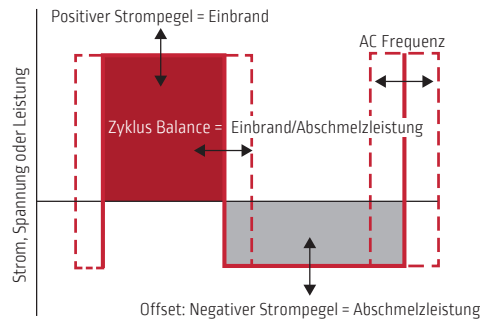 Positiver Strompegel = Einbrand
AC Frequenz
Zyklus Balance = Einbrand/Abschmelzleistung
Strom, Spannung oder Leistung
Offset: Negativer Strompegel = Abschmelzleistung